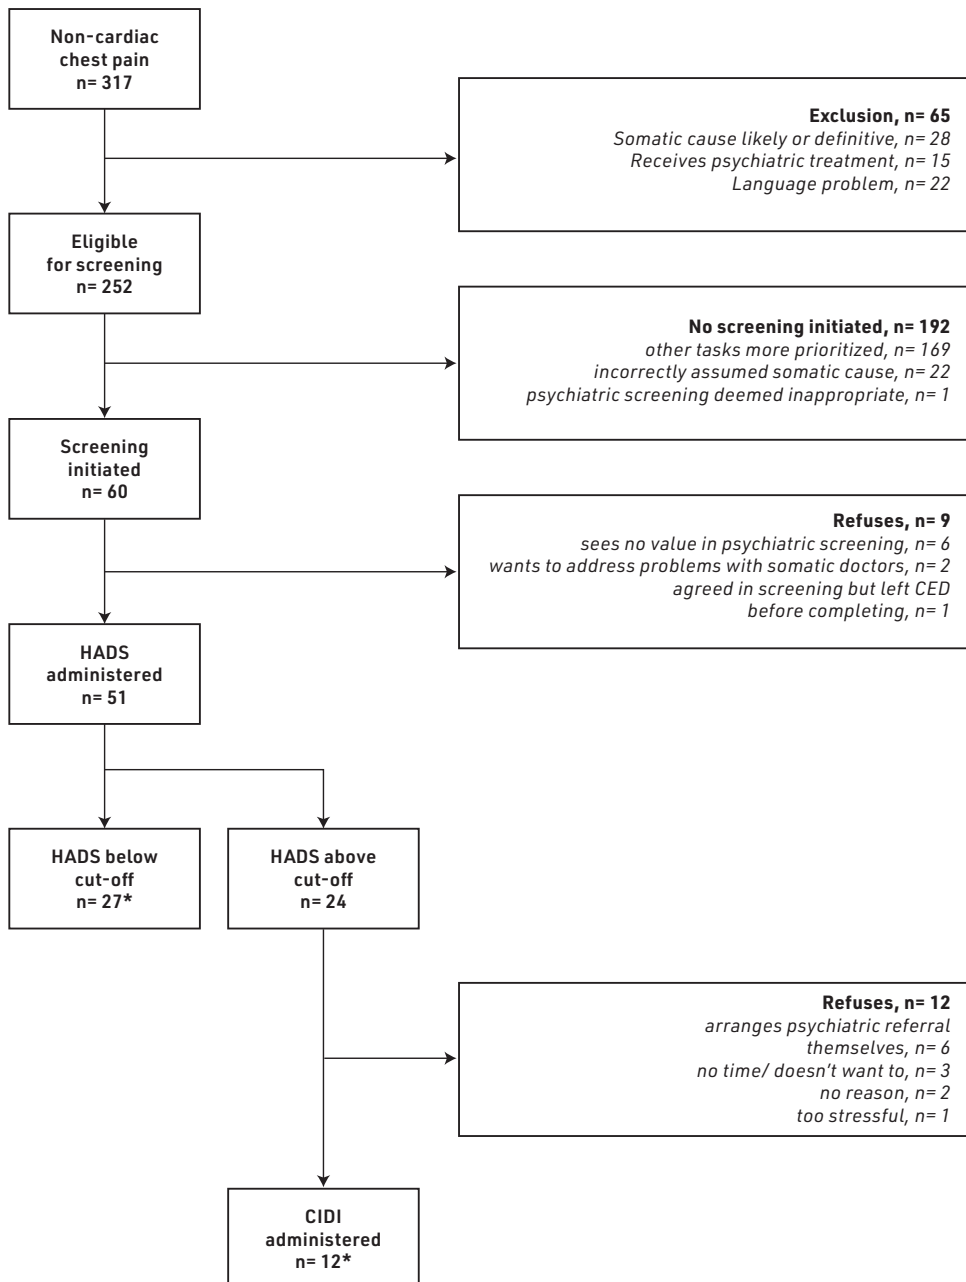 Non-cardiac
chest pain
n= 317
Exclusion, n= 65
Somatic cause likely or definitive, n= 28
Receives psychiatric treatment, n= 15
Language problem, n= 22
Eligible
for screening
n= 252
No screening initiated, n= 192
other tasks more prioritized, n= 169
incorrectly assumed somatic cause, n= 22
psychiatric screening deemed inappropriate, n= 1
Screening
initiated
n= 60
Refuses, n= 9
sees no value in psychiatric screening, n= 6
wants to address problems with somatic doctors, n= 2
agreed in screening but left CED
before completing, n= 1
HADS
administered
n= 51
HADS below
cut-off
n= 27*
HADS above
cut-off
n= 24
Refuses, n= 12
arranges psychiatric referral
themselves, n= 6
no time/ doesn't want to, n= 3
no reason, n= 2
too stressful, n= 1
CIDI
administered
n= 12*